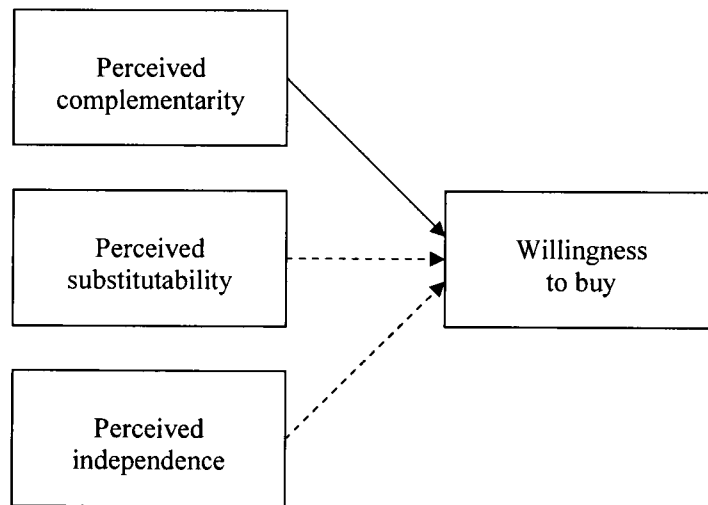 Perceived
complementarity
Perceived
substitutability
Willingness
to buy
Perceived
independence